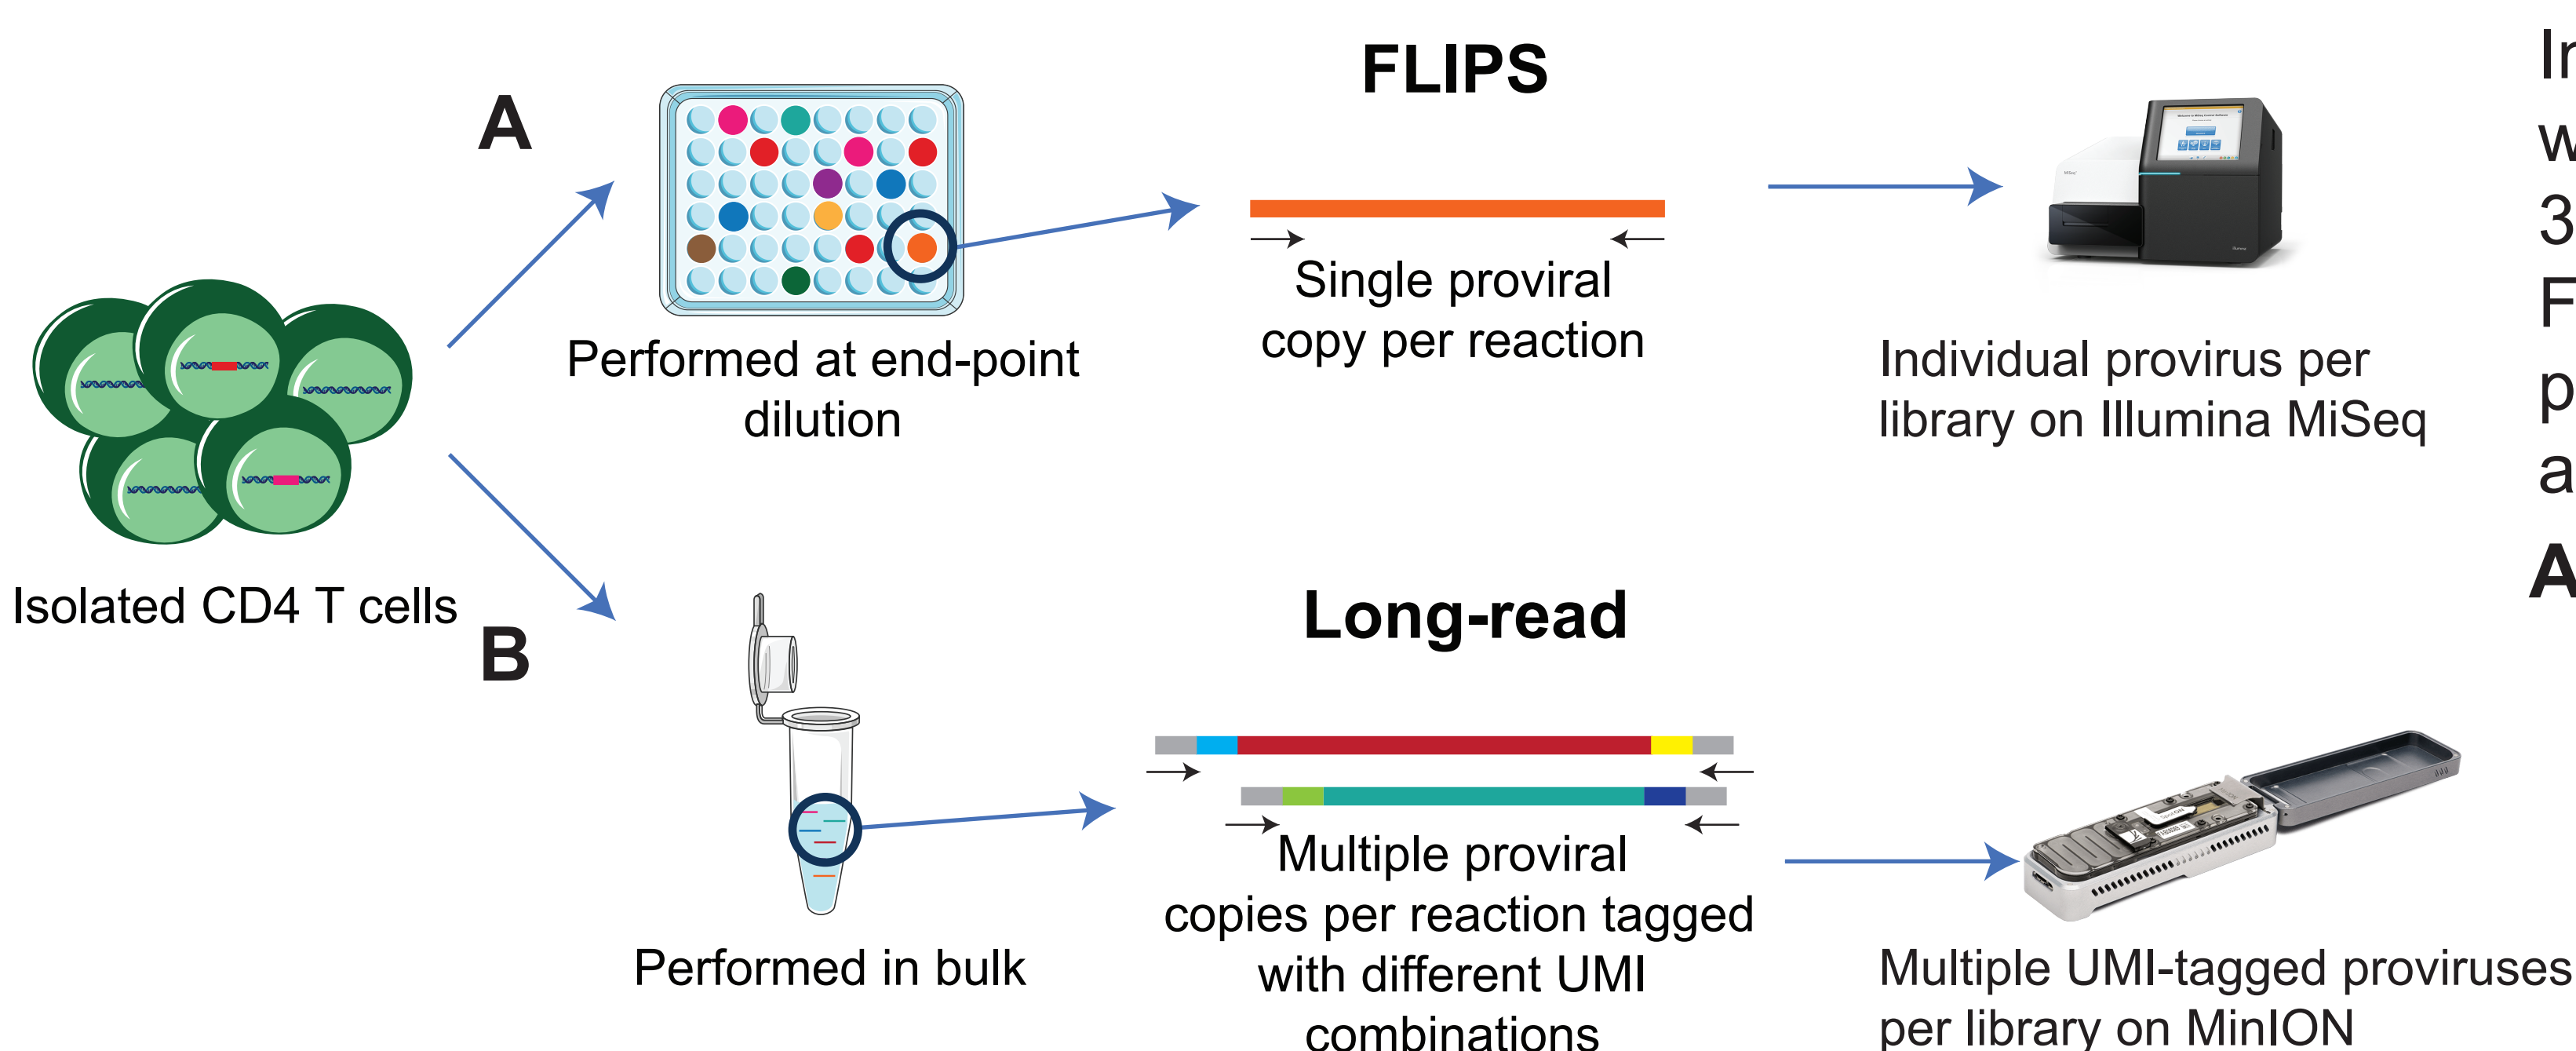 A
FLIPS
Performed at end-point
dilution
Single proviral
copy per reaction
Individual provirus per
library on Illumina MiSeq
Isolated CD4 T cells
B
Long-read
Performed in bulk
Multiple proviral
copies per reaction tagged
with different UMI
combinations
Multiple UMI-tagged proviruses
per library on MinION
In
w
3
F
p
a
A